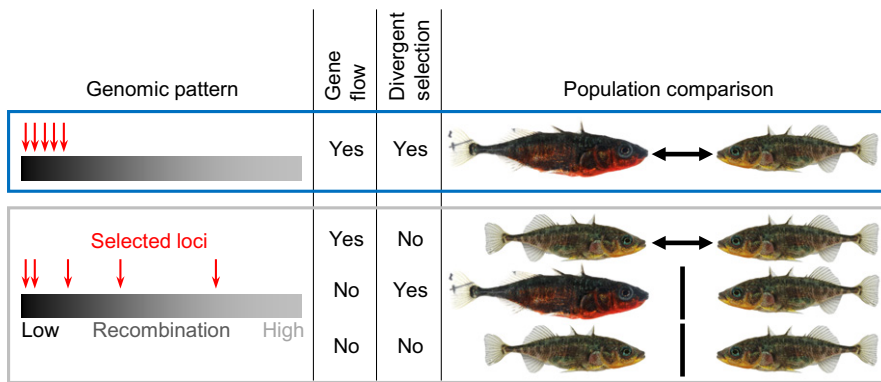 Genomic pattern
Gene
flow
Divergent
selection
Population comparison
Yes Yes
Selected loci
Yes No
No Yes
Low Recombination High
No No